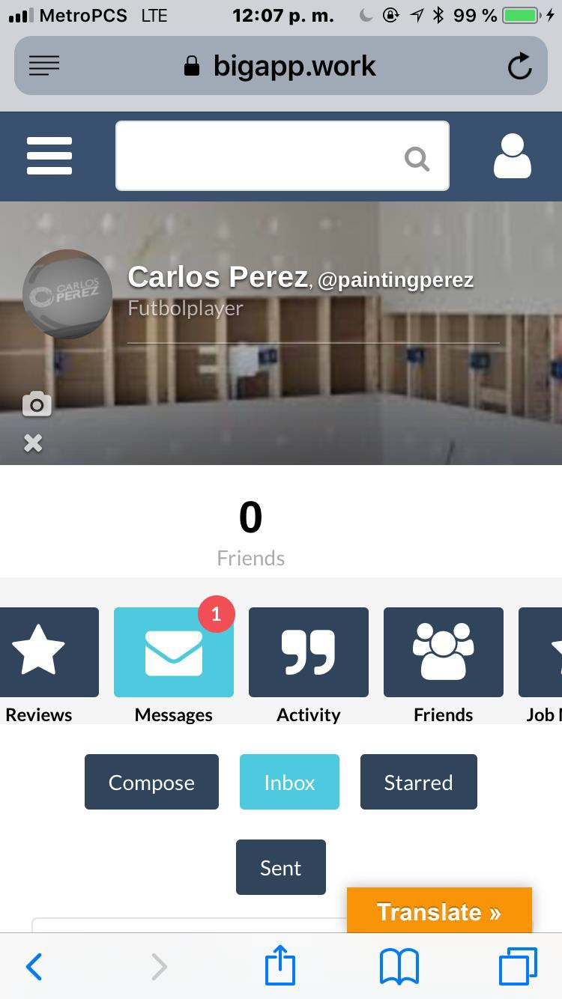 MetroPCS LTE 12:07 p. m. 99 %
bigapp.work
CARLOS
PEREZ
Carlos Perez, @paintingperez
Futbolplayer
0
Friends
1
Reviews Messages Activity Friends Job
Compose Inbox Starred
Sent
Translate »